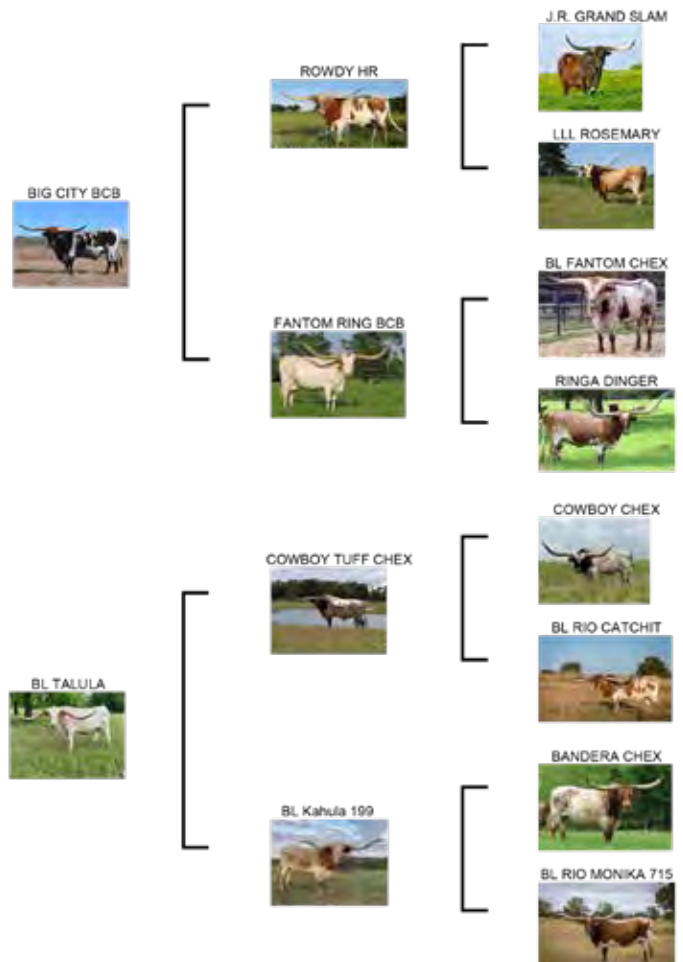 J.R. GRAND SLAM
ROWDY HR
LLL ROSEMARY
BIG CITY BCB
BL FANTOM CHEX
FANTOM RING BCB
RINGA DINGER
COWBOY CHEX
COWBOY TUFF CHEX
BL RIO CATCHIT
BL TALULA
BANDERA CHEX
BL Kahula 199
BL RIO MONIKA 715